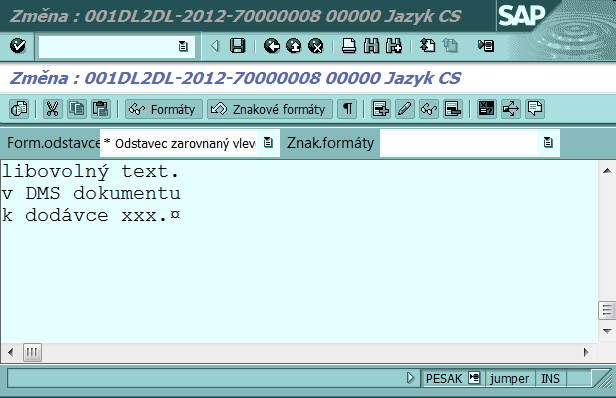 Změna : 001DL2DL-2012-70000008 00000 Jazyk CS
SAP
Změna : 001DL2DL-2012-70000008 00000 Jazyk CS
Formáty Znakové formáty ¶
Form.odstavce * Odstavec zarovnaný vlevo Znak.formáty
libovolný text.
v DMS dokumentu
k dodávce xxx.¤
PESAK jumper INS